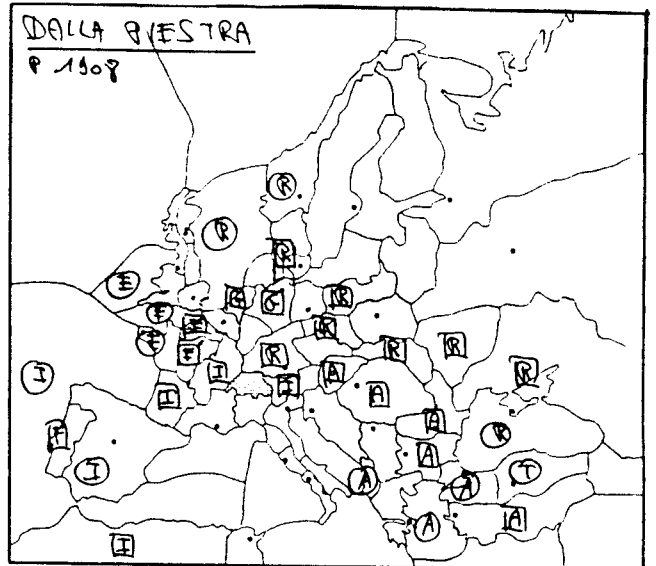 DALLA
P 1908
R
R
R
E
G G R
F E R
E F R R R
I I I A A R
I
F B R
I A A A T
A A
I